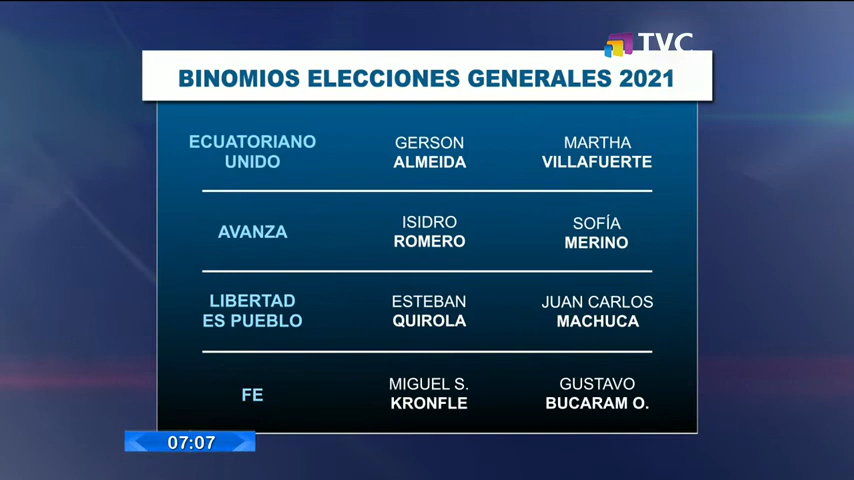 TVC
BINOMIOS ELECCIONES GENERALES 2021
ECUATORIANO
UNIDO
GERSON
ALMEIDA
MARTHA
VILLAFUERTE
AVANZA
ISIDRO
ROMERO
SOFÍA
MERINO
LIBERTAD
ES PUEBLO
ESTEBAN
QUIROLA
JUAN CARLOS
MACHUCA
FE
MIGUEL S.
KRONFLE
GUSTAVO
BUCARAM O.
07:07